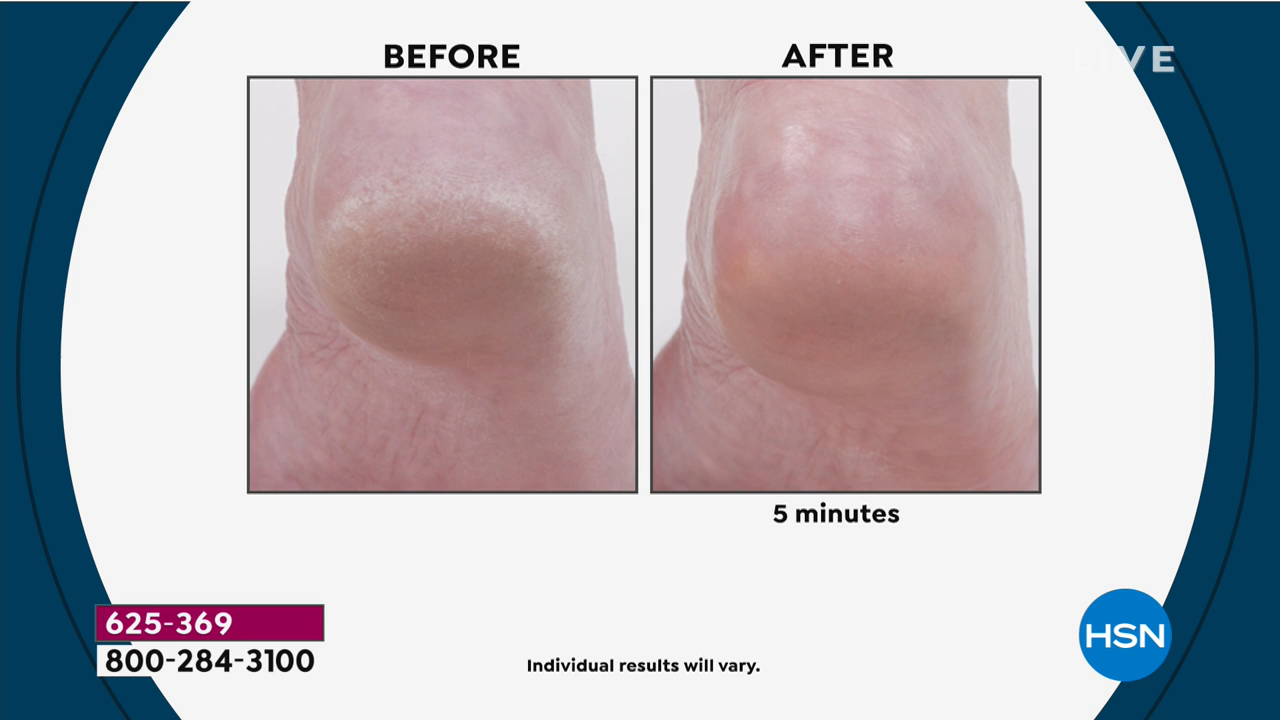 BEFORE
AFTER
LIVE
5 minutes
625-369
800-284-3100
Individual results will vary.
HSN